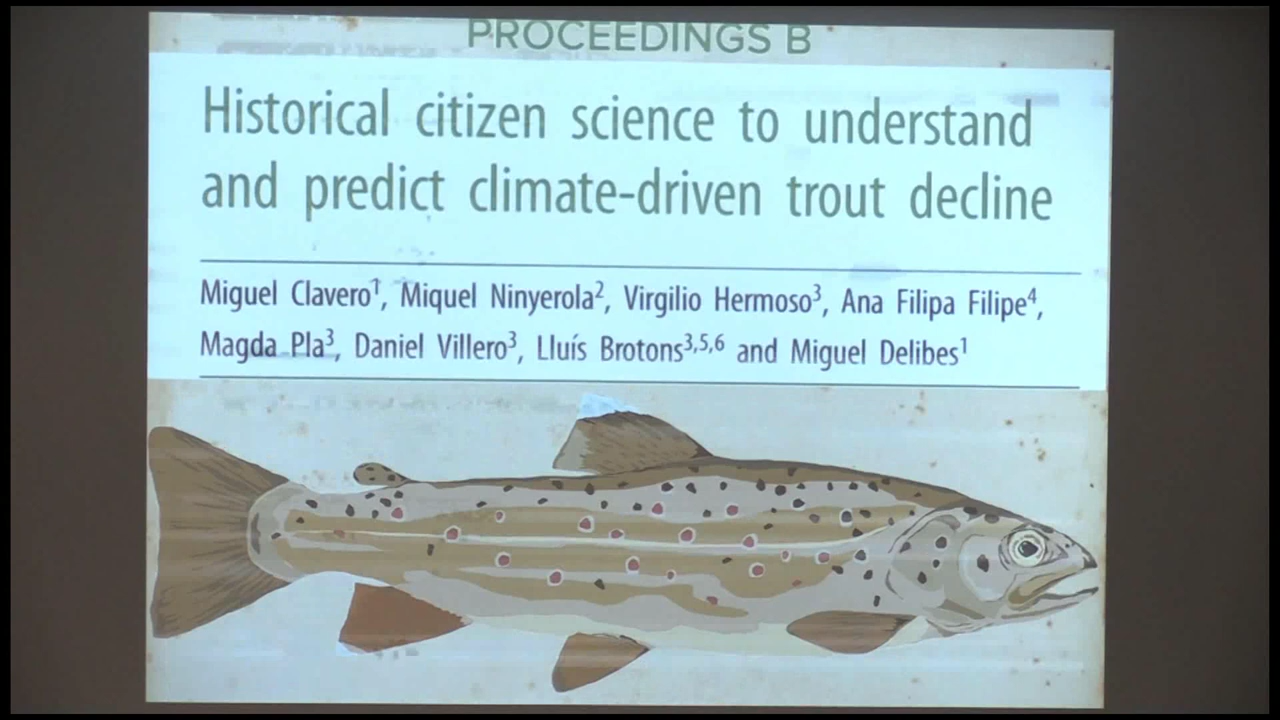 PROCEEDINGS B
Historical citizen science to understand
and predict climate-driven trout decline
Miguel Clavero1, Miquel Ninyerola2, Virgilio Hermoso3, Ana Filipa Filipe4,
Magda Pla3, Daniel Villero3, Lluís Brotons3,5,6 and Miguel Delibes1